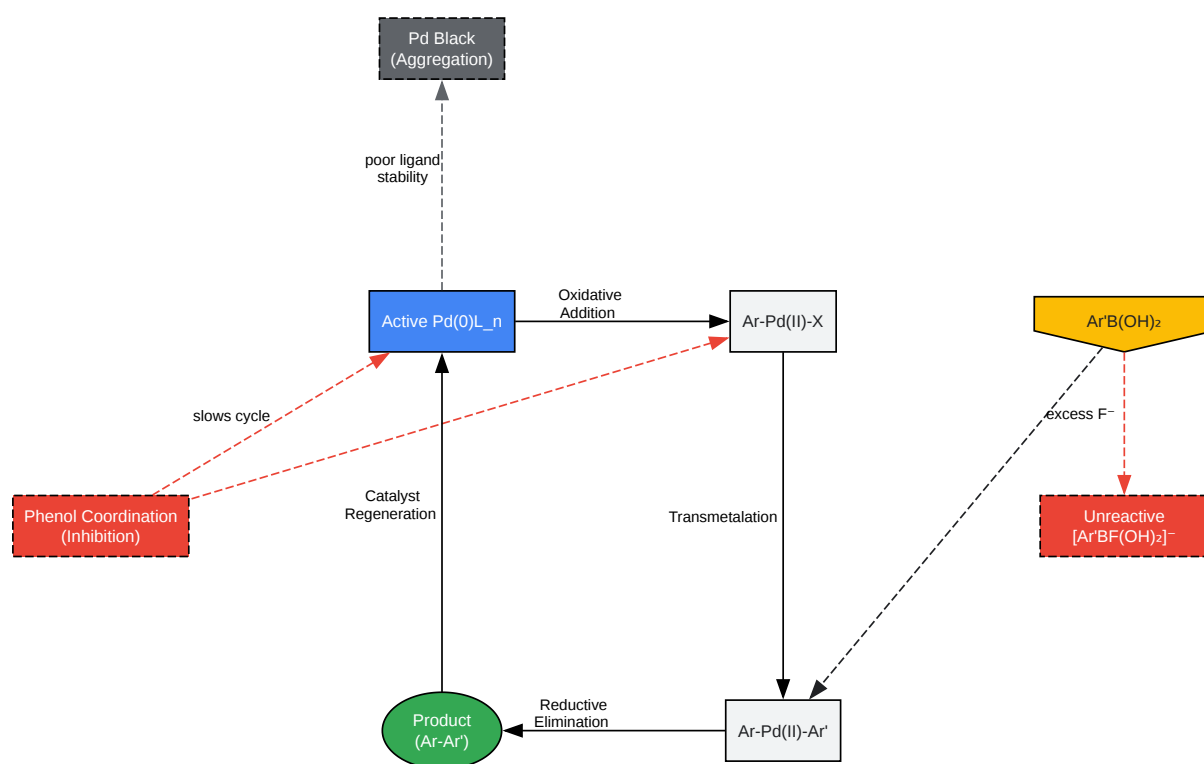 Pd Black
(Aggregation)
poor ligand
stability
Active Pd(0)L_n
Oxidative
Addition
Ar-Pd(II)-X
Ar'B(OH)₂
slows cycle
excess F⁻
Phenol Coordination
(Inhibition)
Catalyst
Regeneration
Transmetalation
Unreactive
[Ar'BF(OH)₂]⁻
Product
(Ar-Ar')
Reductive
Elimination
Ar-Pd(II)-Ar'